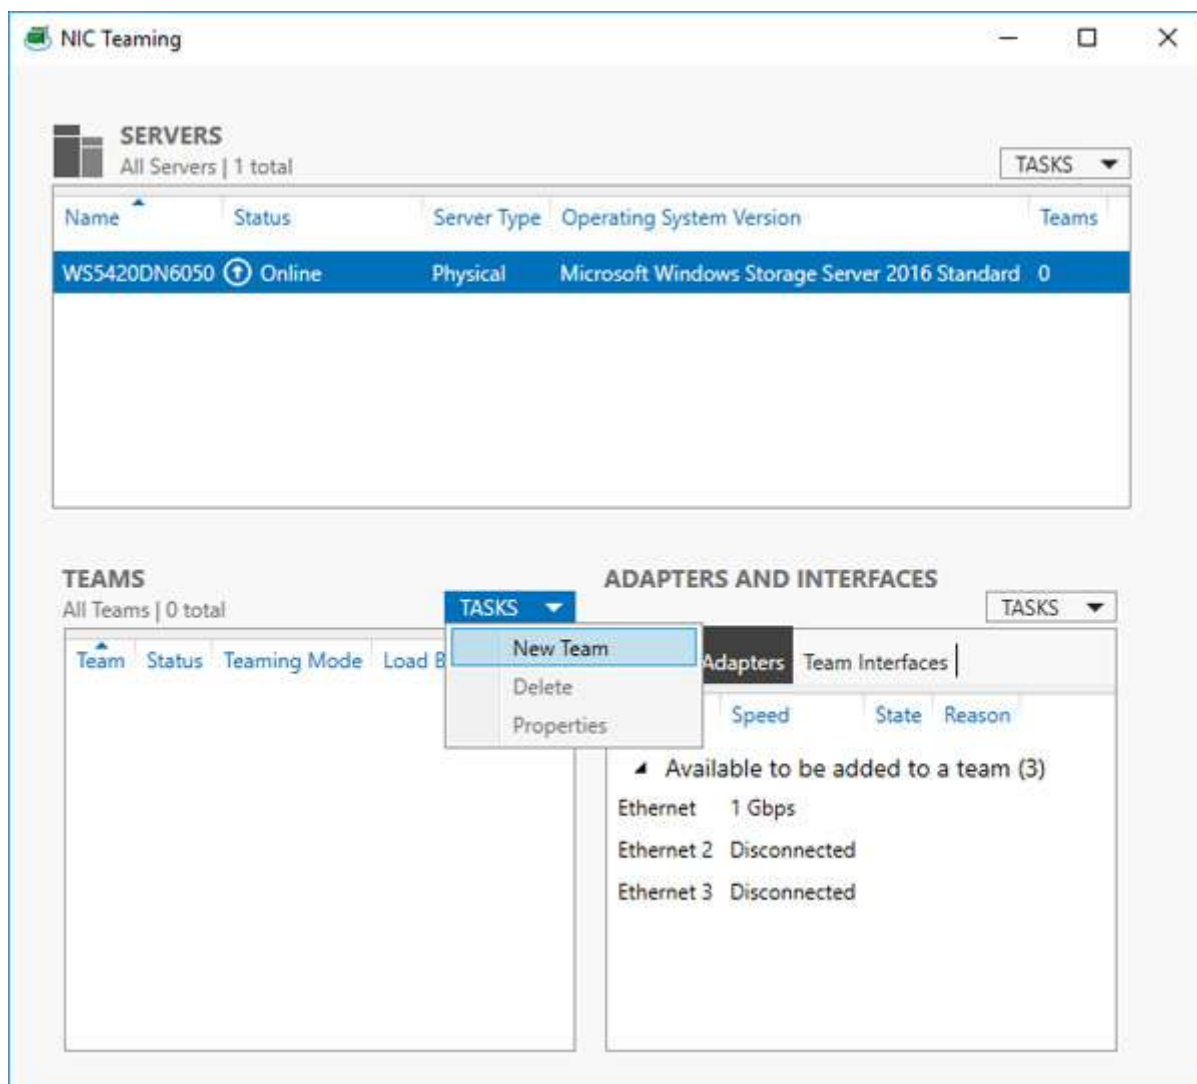 NIC Teaming
SERVERS
All Servers | 1 total
TASKS
Name Status Server Type Operating System Version Teams
WS5420DN6050 Online Physical Microsoft Windows Storage Server 2016 Standard 0
TEAMS
All Teams | 0 total
TASKS
Team Status Teaming Mode Load B
New Team
Delete
Properties
ADAPTERS AND INTERFACES
TASKS
Adapters Team Interfaces
Speed State Reason
Available to be added to a team (3)
Ethernet 1 Gbps
Ethernet 2 Disconnected
Ethernet 3 Disconnected